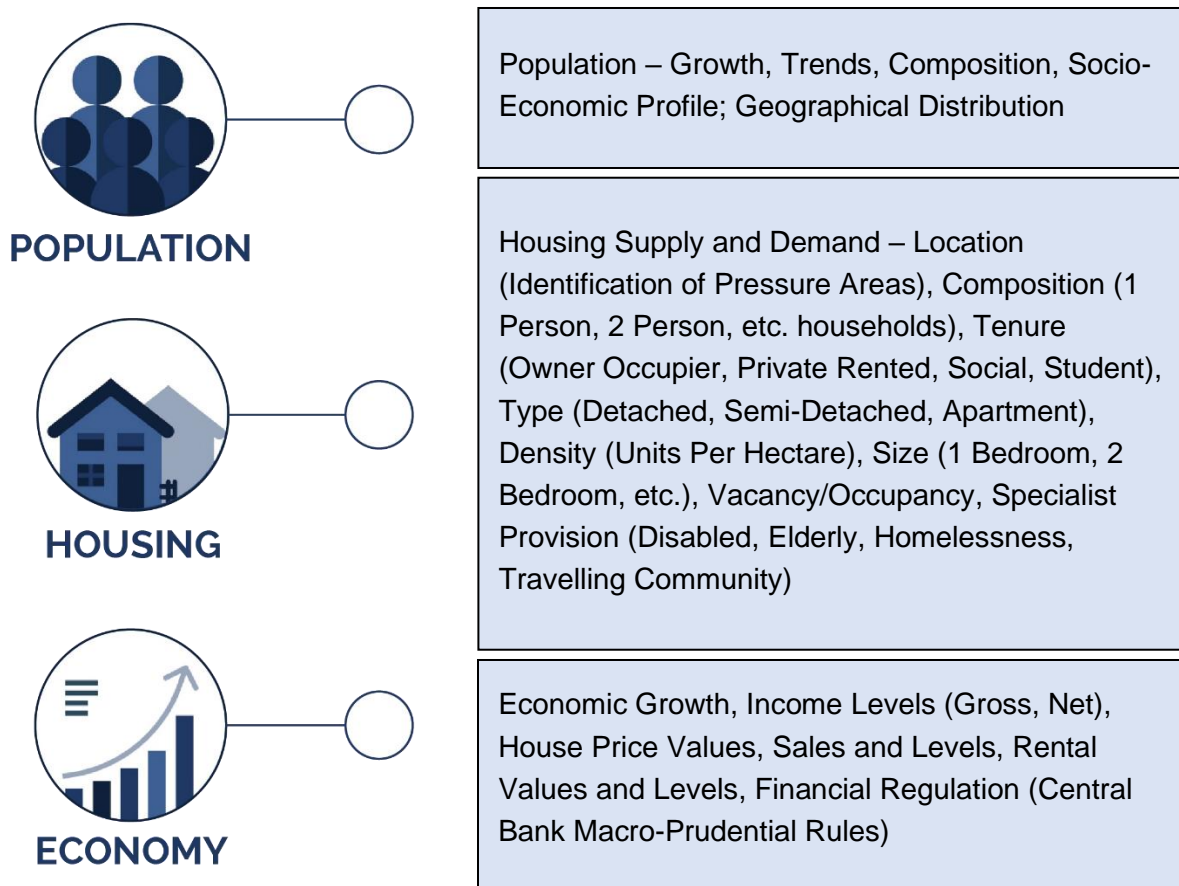 POPULATION
Population – Growth, Trends, Composition, Socio-
Economic Profile; Geographical Distribution
HOUSING
Housing Supply and Demand – Location
(Identification of Pressure Areas), Composition (1
Person, 2 Person, etc. households), Tenure
(Owner Occupier, Private Rented, Social, Student),
Type (Detached, Semi-Detached, Apartment),
Density (Units Per Hectare), Size (1 Bedroom, 2
Bedroom, etc.), Vacancy/Occupancy, Specialist
Provision (Disabled, Elderly, Homelessness,
Travelling Community)
ECONOMY
Economic Growth, Income Levels (Gross, Net),
House Price Values, Sales and Levels, Rental
Values and Levels, Financial Regulation (Central
Bank Macro-Prudential Rules)